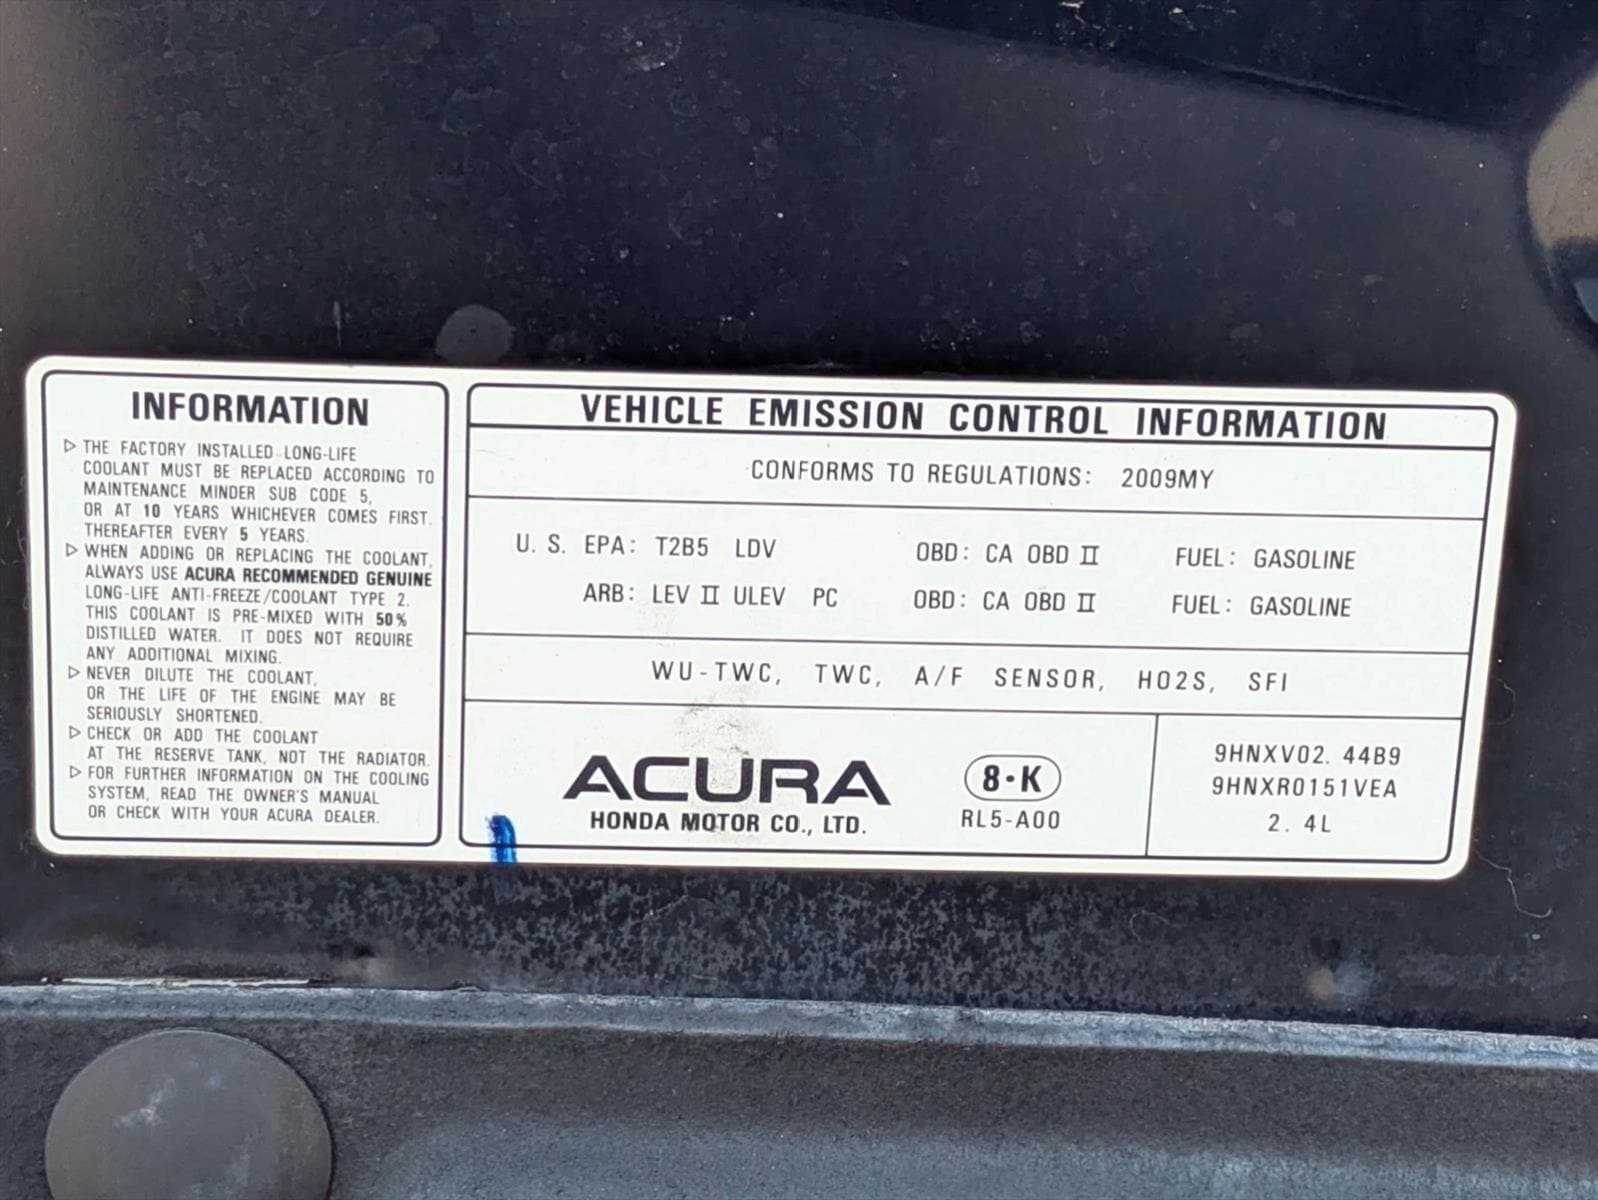 INFORMATION
▷ THE FACTORY INSTALLED LONG-LIFE
COOLANT MUST BE REPLACED ACCORDING TO
MAINTENANCE MINDER SUB CODE 5,
OR AT 10 YEARS WHICHEVER COMES FIRST.
THEREAFTER EVERY 5 YEARS.
▷ WHEN ADDING OR REPLACING THE COOLANT,
ALWAYS USE ACURA RECOMMENDED GENUINE
LONG-LIFE ANTI-FREEZE/COOLANT TYPE 2.
THIS COOLANT IS PRE-MIXED WITH 50%
DISTILLED WATER. IT DOES NOT REQUIRE
ANY ADDITIONAL MIXING.
▷ NEVER DILUTE THE COOLANT,
OR THE LIFE OF THE ENGINE MAY BE
SERIOUSLY SHORTENED.
▷ CHECK OR ADD THE COOLANT
AT THE RESERVE TANK, NOT THE RADIATOR.
▷ FOR FURTHER INFORMATION ON THE COOLING
SYSTEM, READ THE OWNER'S MANUAL
OR CHECK WITH YOUR ACURA DEALER.
VEHICLE EMISSION CONTROL INFORMATION
CONFORMS TO REGULATIONS: 2009MY
U. S. EPA: T2B5 LDV OBD: CA OBD II FUEL: GASOLINE
ARB: LEV II ULEV PC OBD: CA OBD II FUEL: GASOLINE
WU-TWC, TWC, A/F SENSOR, HO2S, SFI
ACURA
HONDA MOTOR CO., LTD.
8·K
RL5-A00
9HNXV02. 44B9
9HNXR0151VEA
2. 4L